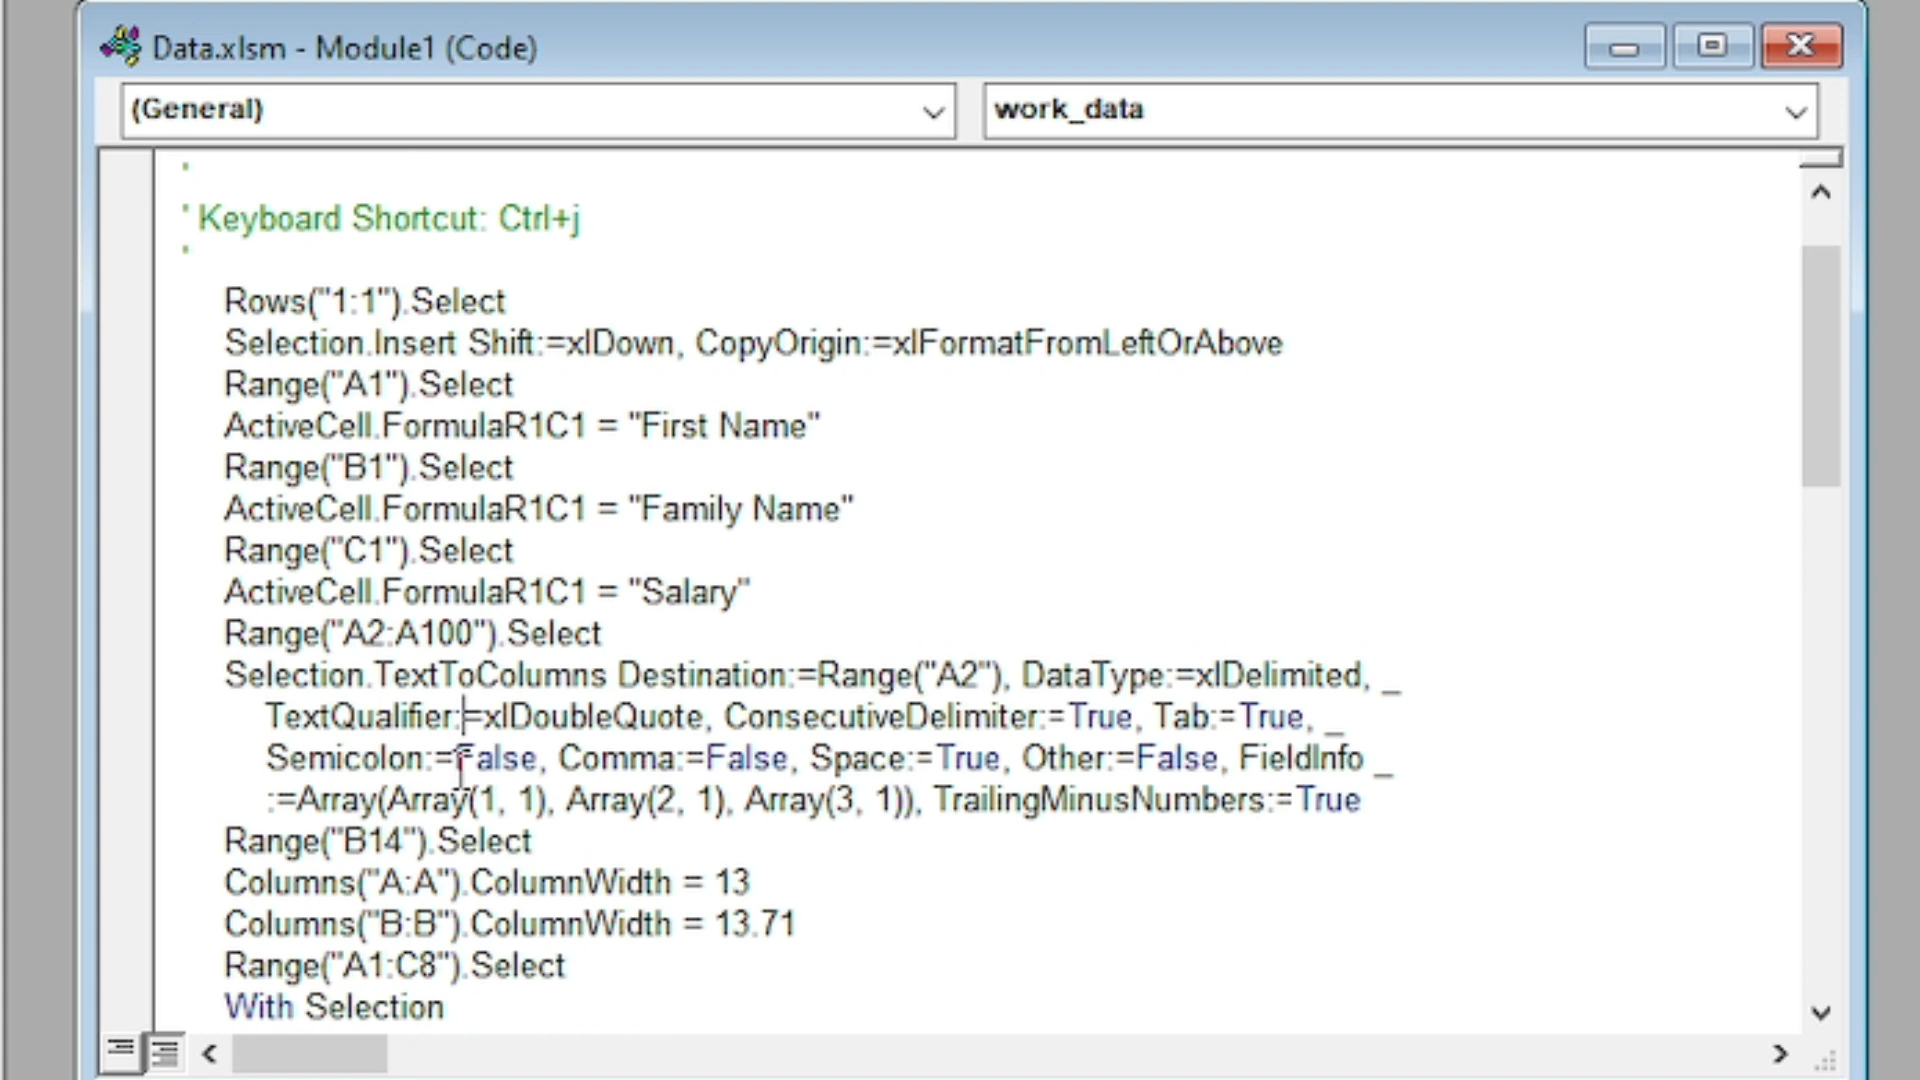 Data.xlsm - Module1 (Code)
(General)
work_data
'
' Keyboard Shortcut: Ctrl+j
'
Rows("1:1").Select
Selection.Insert Shift:=xlDown, CopyOrigin:=xlFormatFromLeftOrAbove
Range("A1").Select
ActiveCell.FormulaR1C1 = "First Name"
Range("B1").Select
ActiveCell.FormulaR1C1 = "Family Name"
Range("C1").Select
ActiveCell.FormulaR1C1 = "Salary"
Range("A2:A100").Select
Selection.TextToColumns Destination:=Range("A2"), DataType:=xlDelimited, _
TextQualifier:=xlDoubleQuote, ConsecutiveDelimiter:=True, Tab:=True, _
Semicolon:=False, Comma:=False, Space:=True, Other:=False, FieldInfo _
:=Array(Array(1, 1), Array(2, 1), Array(3, 1)), TrailingMinusNumbers:=True
Range("B14").Select
Columns("A:A").ColumnWidth = 13
Columns("B:B").ColumnWidth = 13.71
Range("A1:C8").Select
With Selection